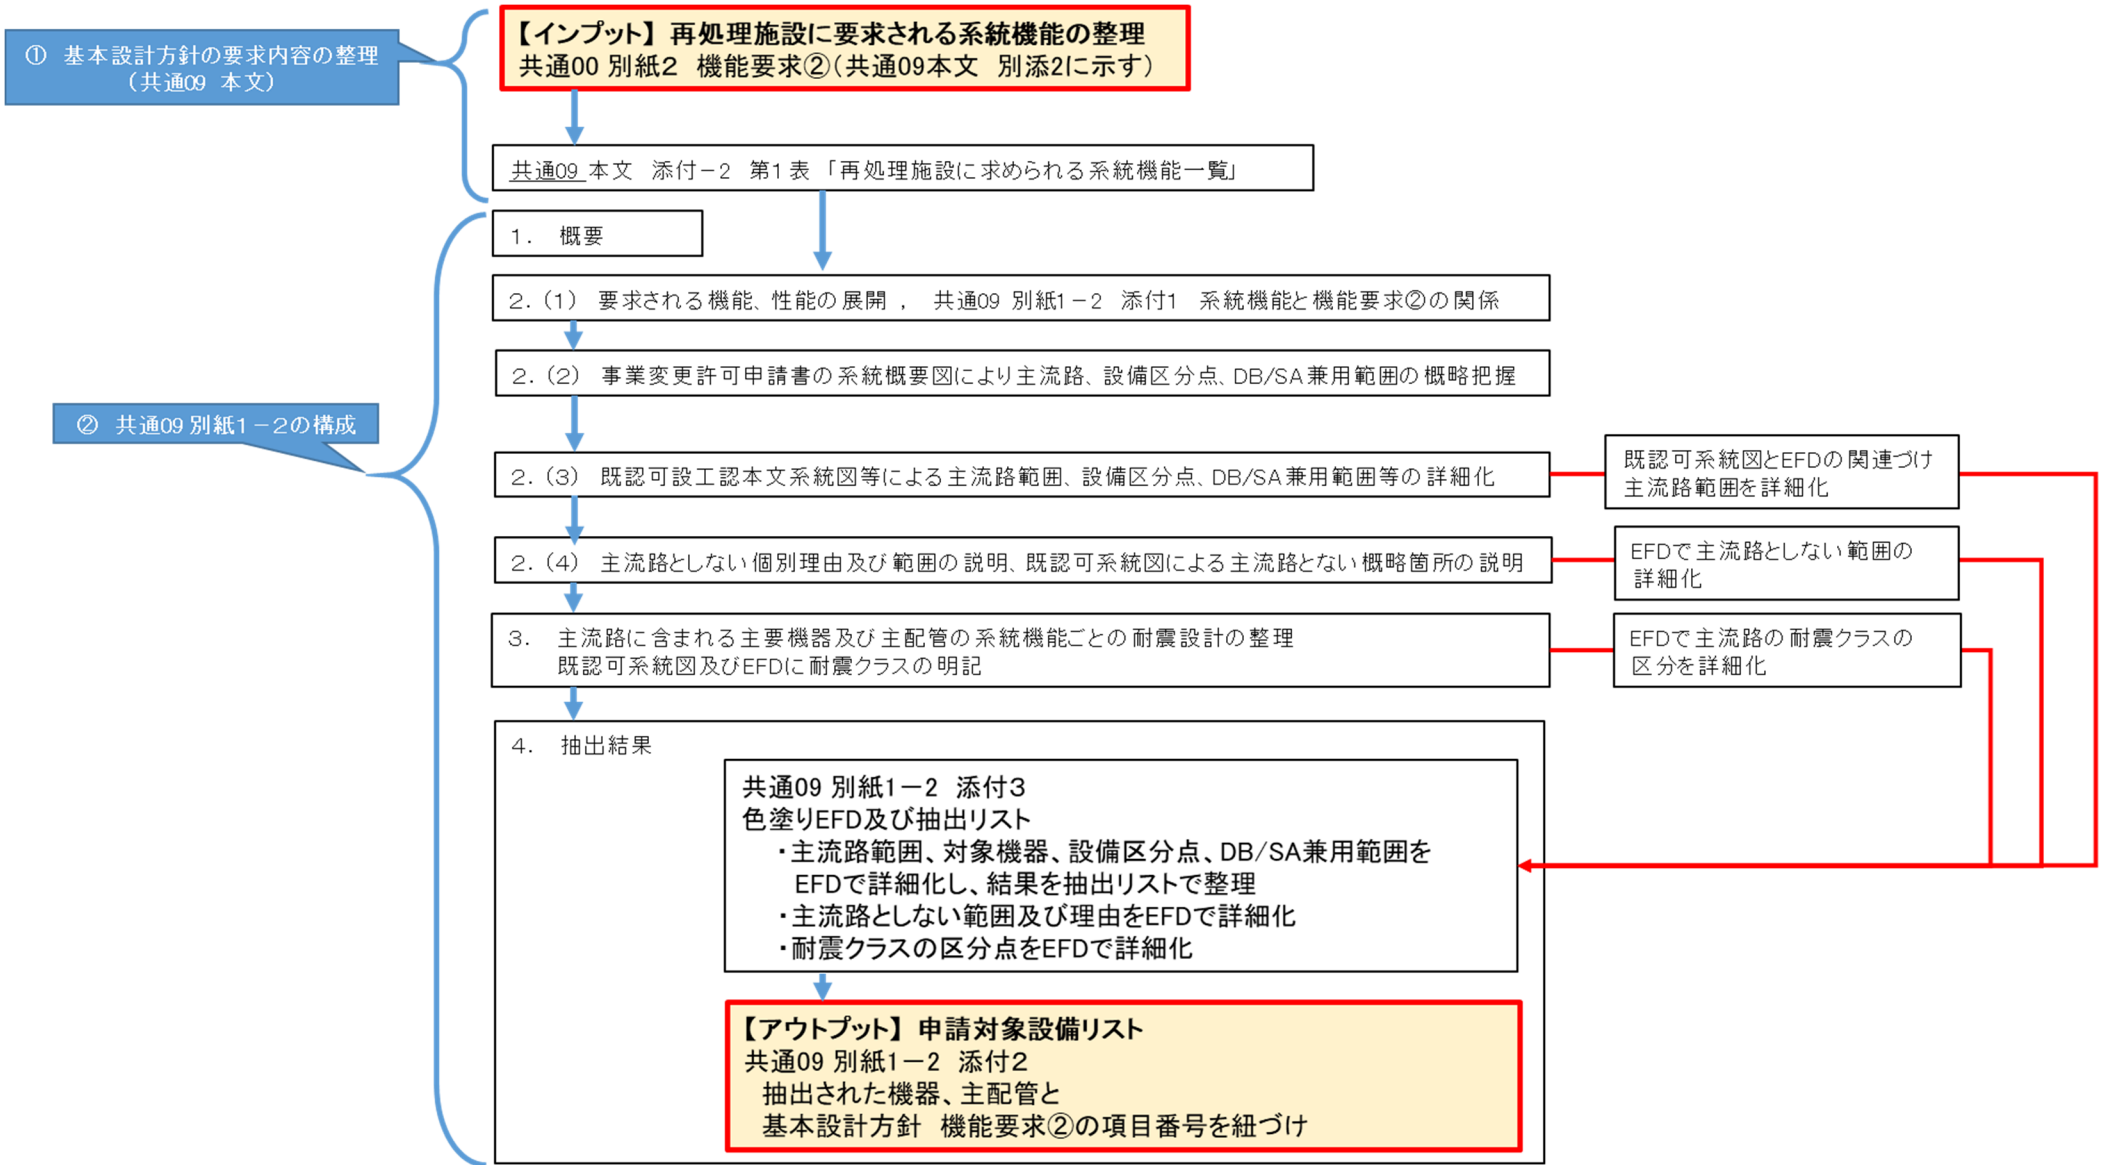 ① 基本設計方針の要求内容の整理
（共通09 本文）
【インプット】再処理施設に要求される系統機能の整理
共通00 別紙2 機能要求②（共通09本文 別添2に示す）
共通09 本文 添付－2 第1表 「再処理施設に求められる系統機能一覧」
1. 概要
2. (1) 要求される機能、性能の展開 , 共通09 別紙1－2 添付1 系統機能と機能要求②の関係
2. (2) 事業変更許可申請書の系統概要図により主流路、設備区分点、DB/SA兼用範囲の概略把握
② 共通09 別紙1－2の構成
2. (3) 既認可設工認本文系統図等による主流路範囲、設備区分点、DB/SA兼用範囲等の詳細化
既認可系統図とEFDの関連づけ
主流路範囲を詳細化
2. (4) 主流路としない個別理由及び範囲の説明、既認可系統図による主流路とない概略箇所の説明
EFDで主流路としない範囲の
詳細化
3. 主流路に含まれる主要機器及び主配管の系統機能ごとの耐震設計の整理
既認可系統図及びEFDに耐震クラスの明記
EFDで主流路の耐震クラスの
区分を詳細化
4. 抽出結果
共通09 別紙1－2 添付3
色塗りEFD及び抽出リスト
・主流路範囲、対象機器、設備区分点、DB/SA兼用範囲を
EFDで詳細化し、結果を抽出リストで整理
・主流路としない範囲及び理由をEFDで詳細化
・耐震クラスの区分点をEFDで詳細化
【アウトプット】申請対象設備リスト
共通09 別紙1－2 添付2
抽出された機器、主配管と
基本設計方針 機能要求②の項目番号を紐づけ